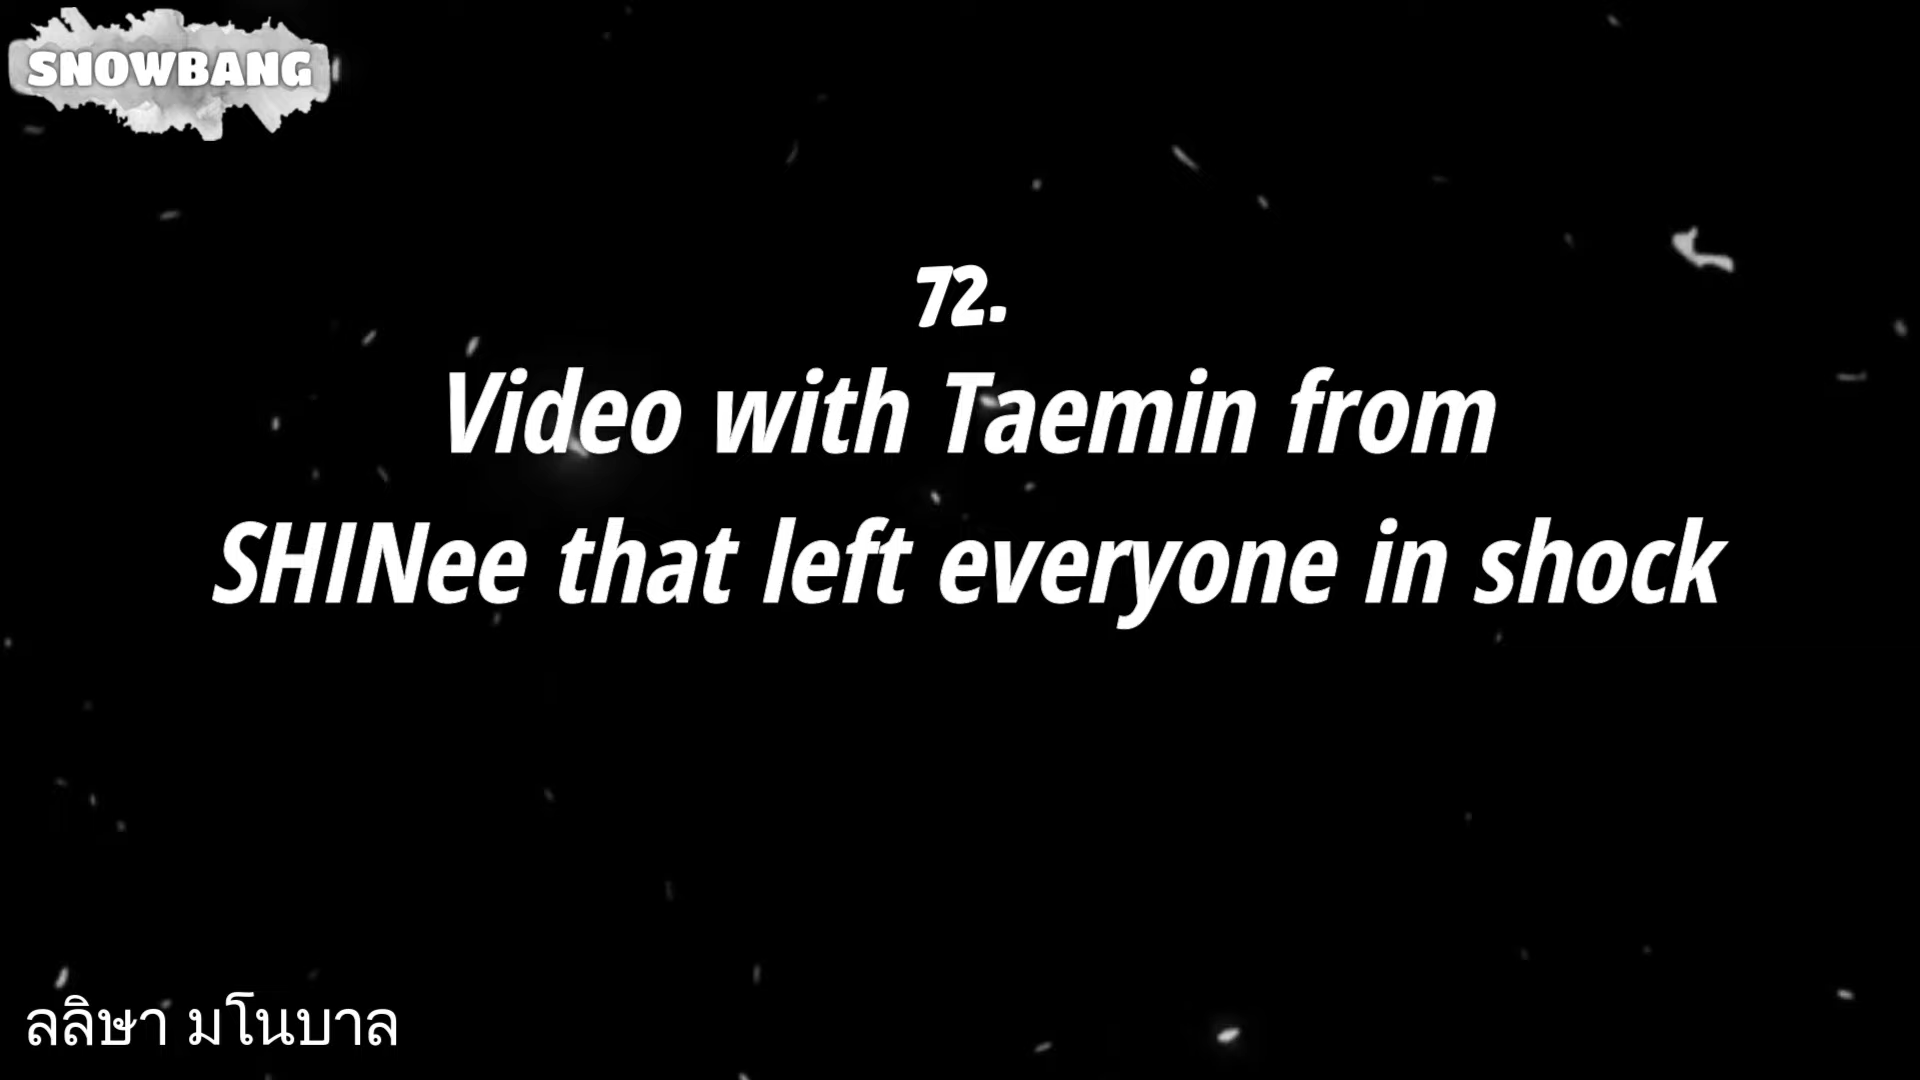 SNOWBANG
72.
Video with Taemin from
SHINee that left everyone in shock
ลลิษา มโนบาล